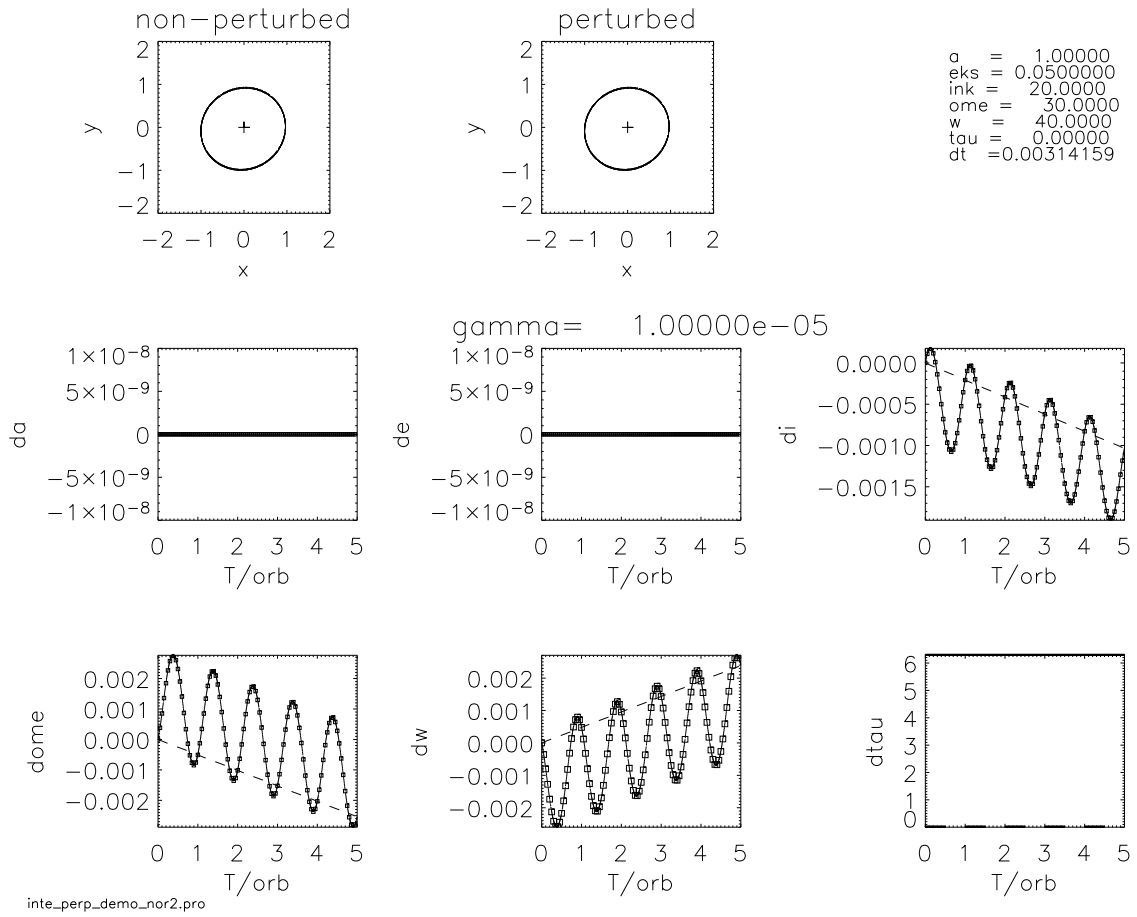 non-perturbed
2
1
0
−1
−2
y
−2 −1 0 1 2
x
perturbed
2
1
0
−1
−2
y
−2 −1 0 1 2
x
a = 1.00000
eks = 0.0500000
ink = 20.0000
ome = 30.0000
w = 40.0000
tau = 0.00000
dt =0.00314159
1×10⁻⁸
5×10⁻⁹
0
−5×10⁻⁹
−1×10⁻⁸
da
0 1 2 3 4 5
T/orb
gamma= 1.00000e−05
1×10⁻⁸
5×10⁻⁹
0
−5×10⁻⁹
−1×10⁻⁸
de
0 1 2 3 4 5
T/orb
0.0000
−0.0005
−0.0010
−0.0015
di
0 1 2 3 4 5
T/orb
0.002
0.001
0.000
−0.001
−0.002
dome
0 1 2 3 4 5
T/orb
0.002
0.001
0.000
−0.001
−0.002
dw
0 1 2 3 4 5
T/orb
6
5
4
3
2
1
0
dtau
0 1 2 3 4 5
T/orb
inte_perp_demo_nor2.pro